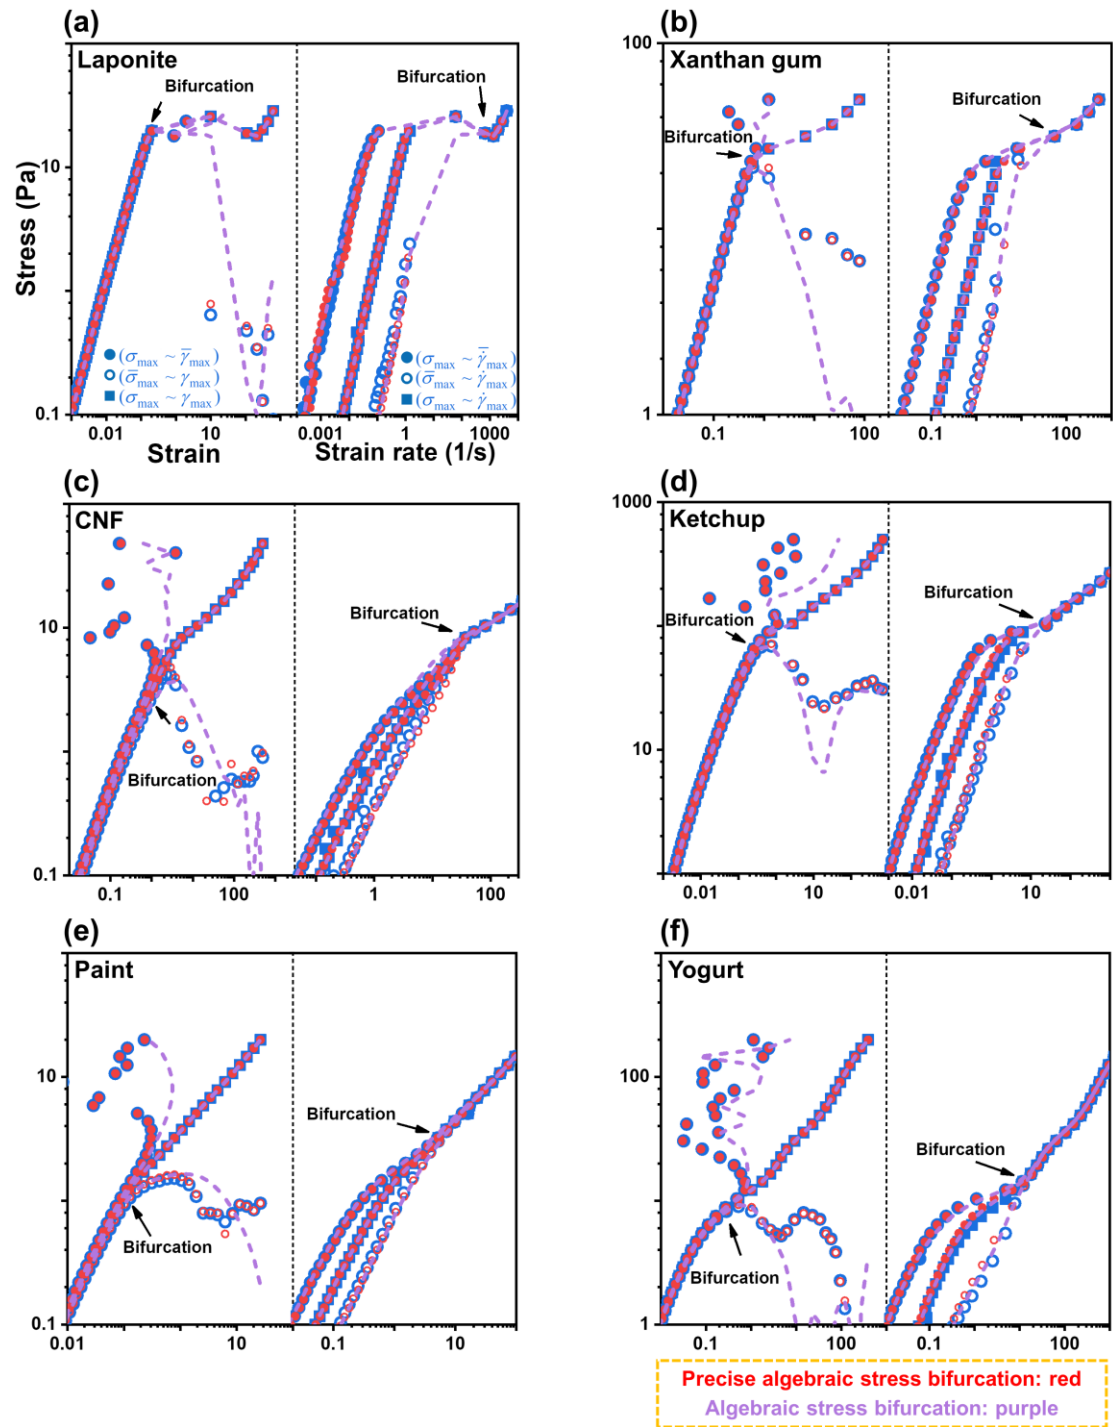 (a)
Laponite
Bifurcation
Bifurcation
Stress (Pa)
10
0.1
(σmax ~ γ̄max)
(σ̄max ~ γmax)
(σmax ~ γmax)
(σmax ~ γ̄̇max)
(σ̄max ~ γ̇max)
(σmax ~ γ̇max)
0.01 10 0.001 1 1000
Strain Strain rate (1/s)
(b)
100
Xanthan gum
Bifurcation
Bifurcation
1
0.1 100 0.1 100
(c)
CNF
10
Bifurcation
Bifurcation
0.1
0.1 100 1 100
(d)
1000
Ketchup
Bifurcation
Bifurcation
10
0.01 10 0.01 10
(e)
Paint
10
Bifurcation
Bifurcation
0.1
0.01 10 0.1 10
(f)
Yogurt
100
Bifurcation
Bifurcation
1
0.1 100 0.1 100
Precise algebraic stress bifurcation: red
Algebraic stress bifurcation: purple